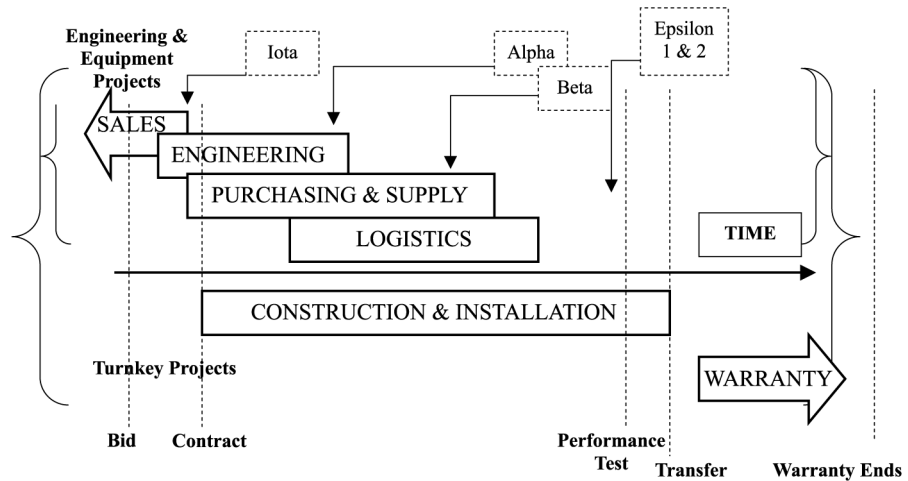 Engineering &
Equipment
Projects
Iota
Alpha
Beta
Epsilon
1 & 2
SALES
ENGINEERING
PURCHASING & SUPPLY
LOGISTICS
TIME
CONSTRUCTION & INSTALLATION
Turnkey Projects
WARRANTY
Bid
Contract
Performance
Test
Transfer
Warranty Ends